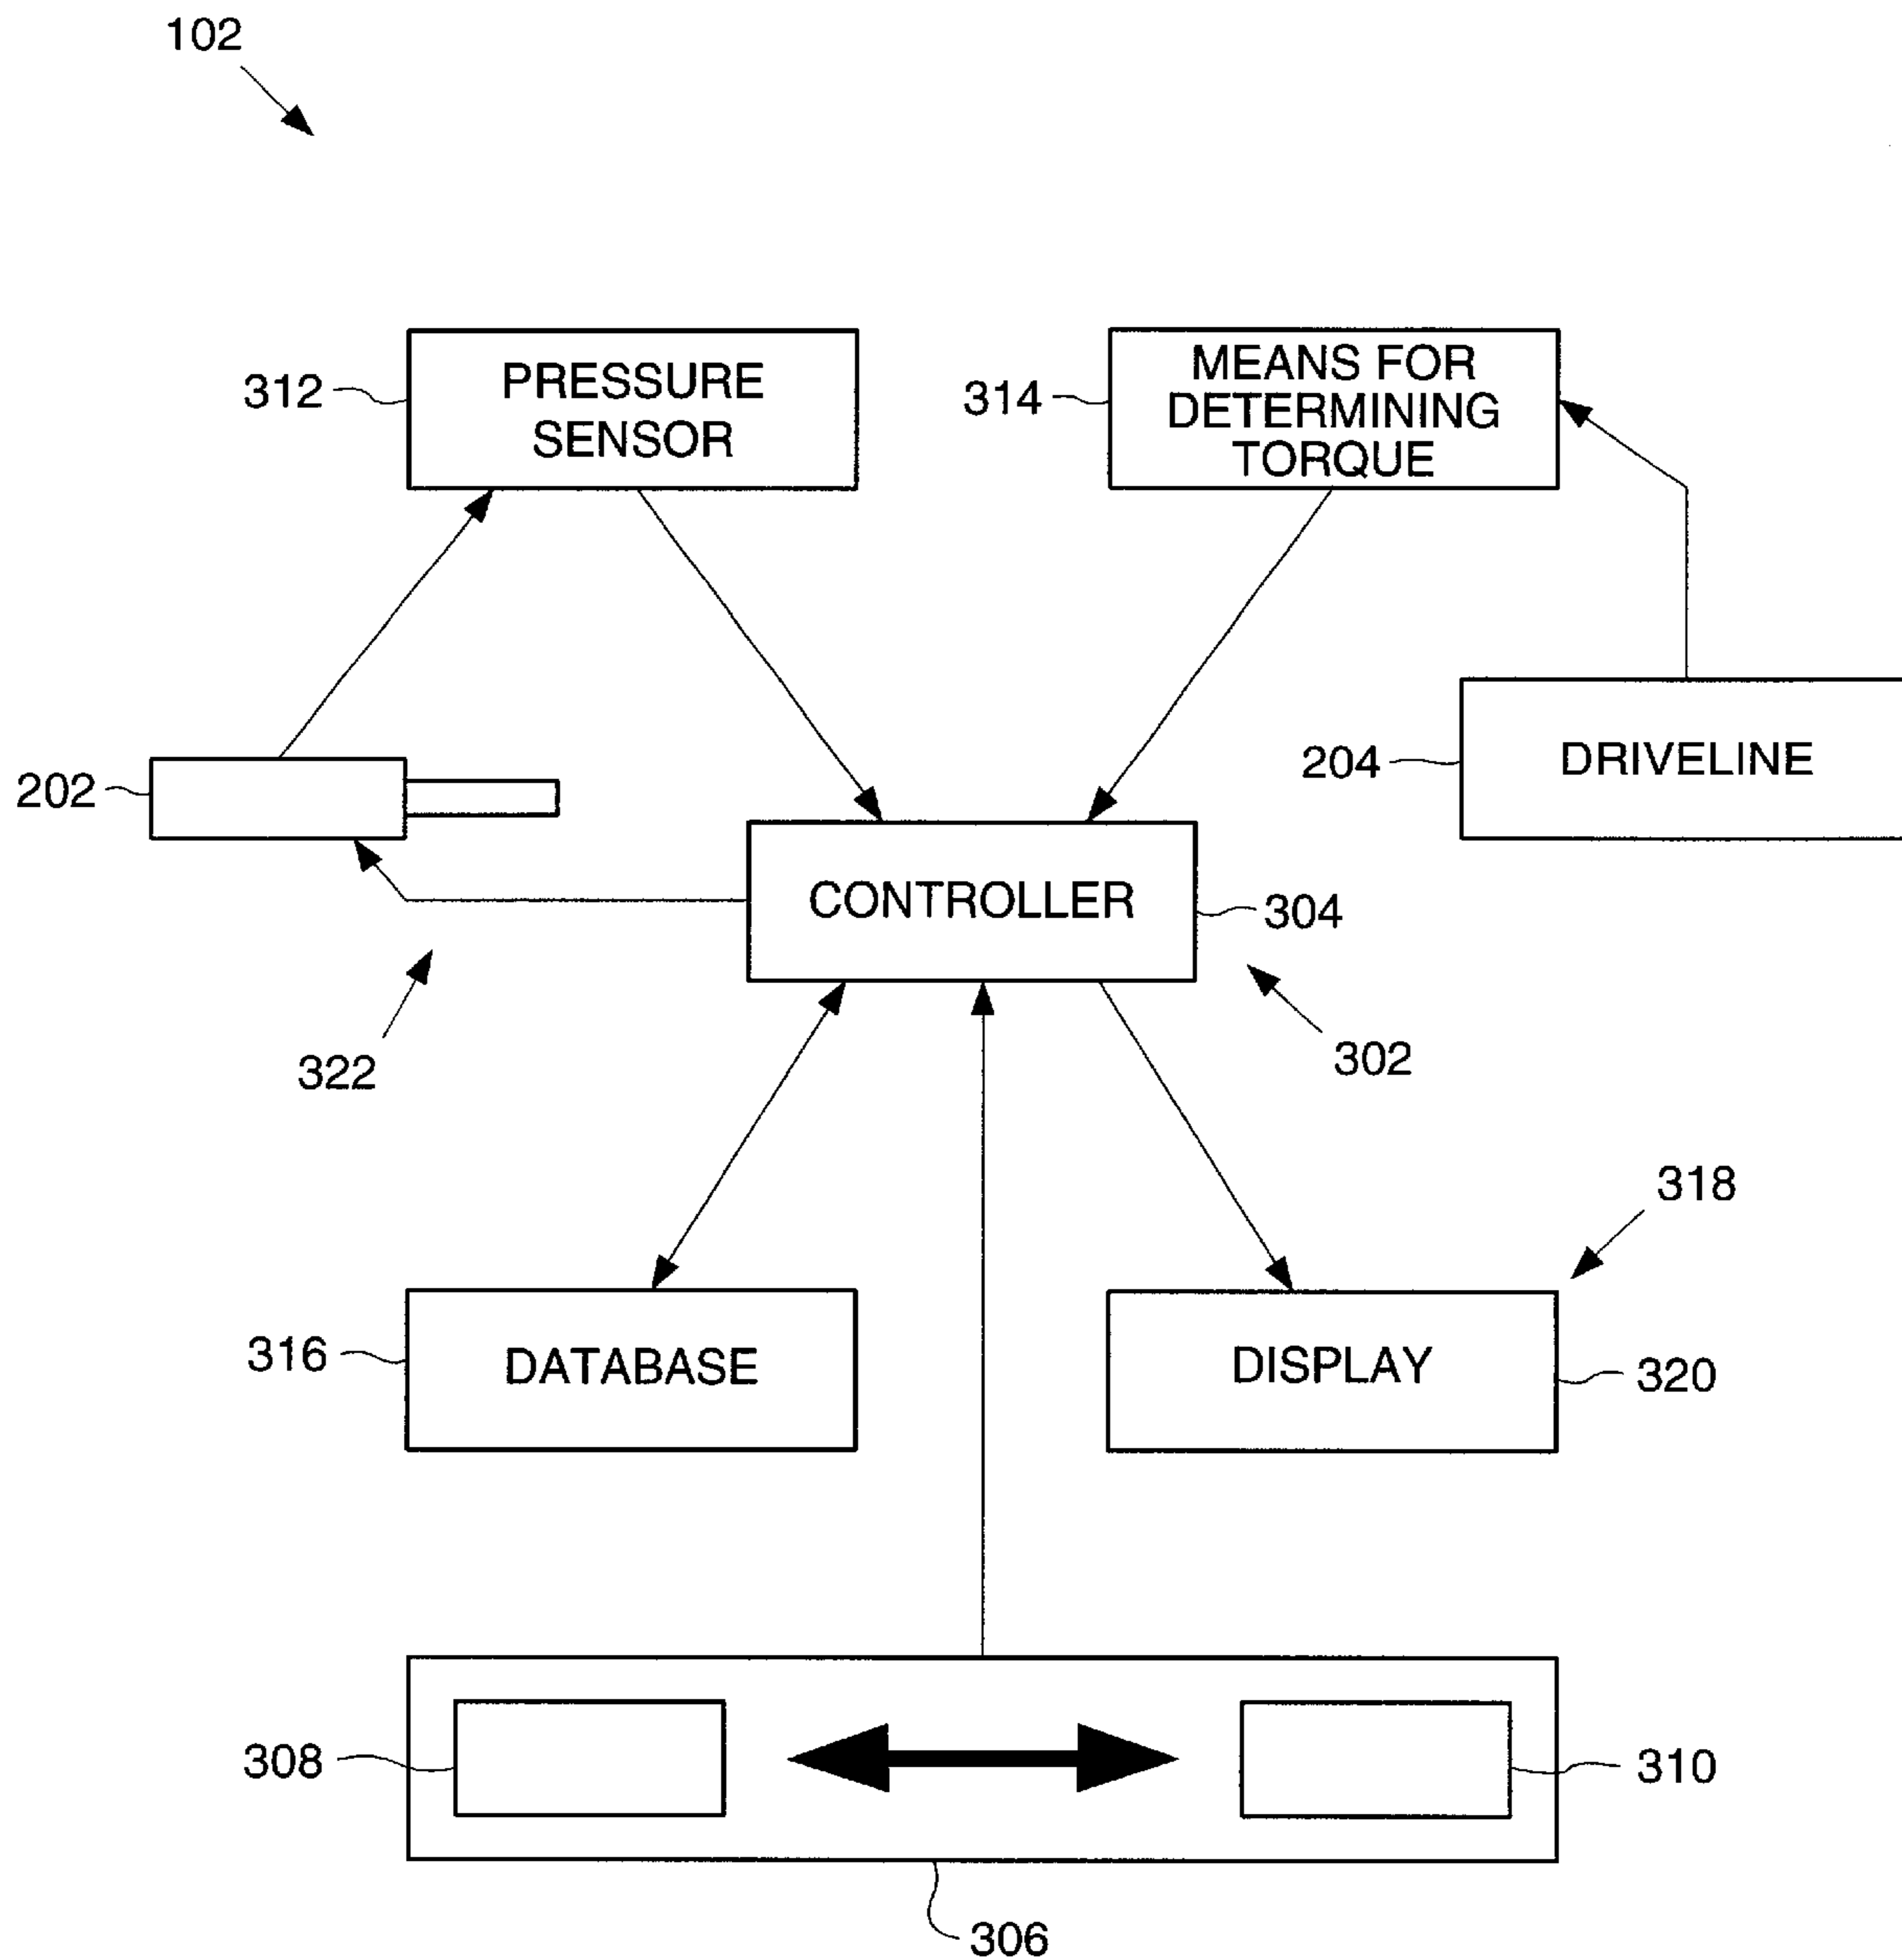 102
312
PRESSURE
SENSOR
314
MEANS FOR
DETERMINING
TORQUE
202
204
DRIVELINE
CONTROLLER
304
322
302
318
316
DATABASE
DISPLAY
320
308
310
306